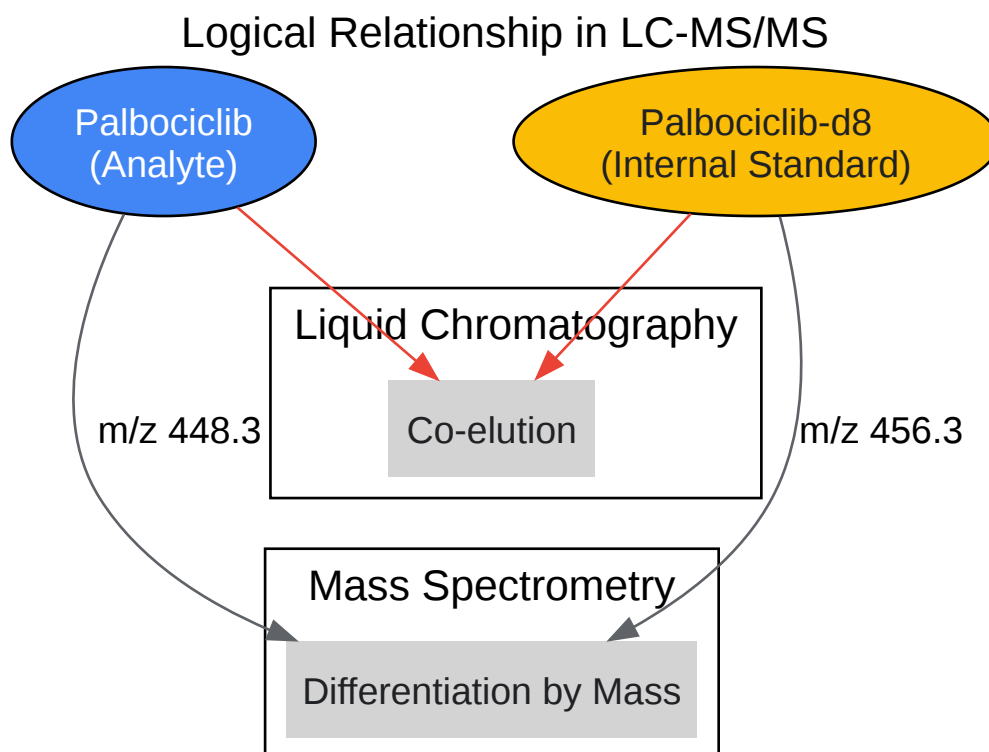 Logical Relationship in LC-MS/MS
Palbociclib
(Analyte)
Palbociclib-d8
(Internal Standard)
Liquid Chromatography
m/z 448.3
Co-elution
m/z 456.3
Mass Spectrometry
Differentiation by Mass